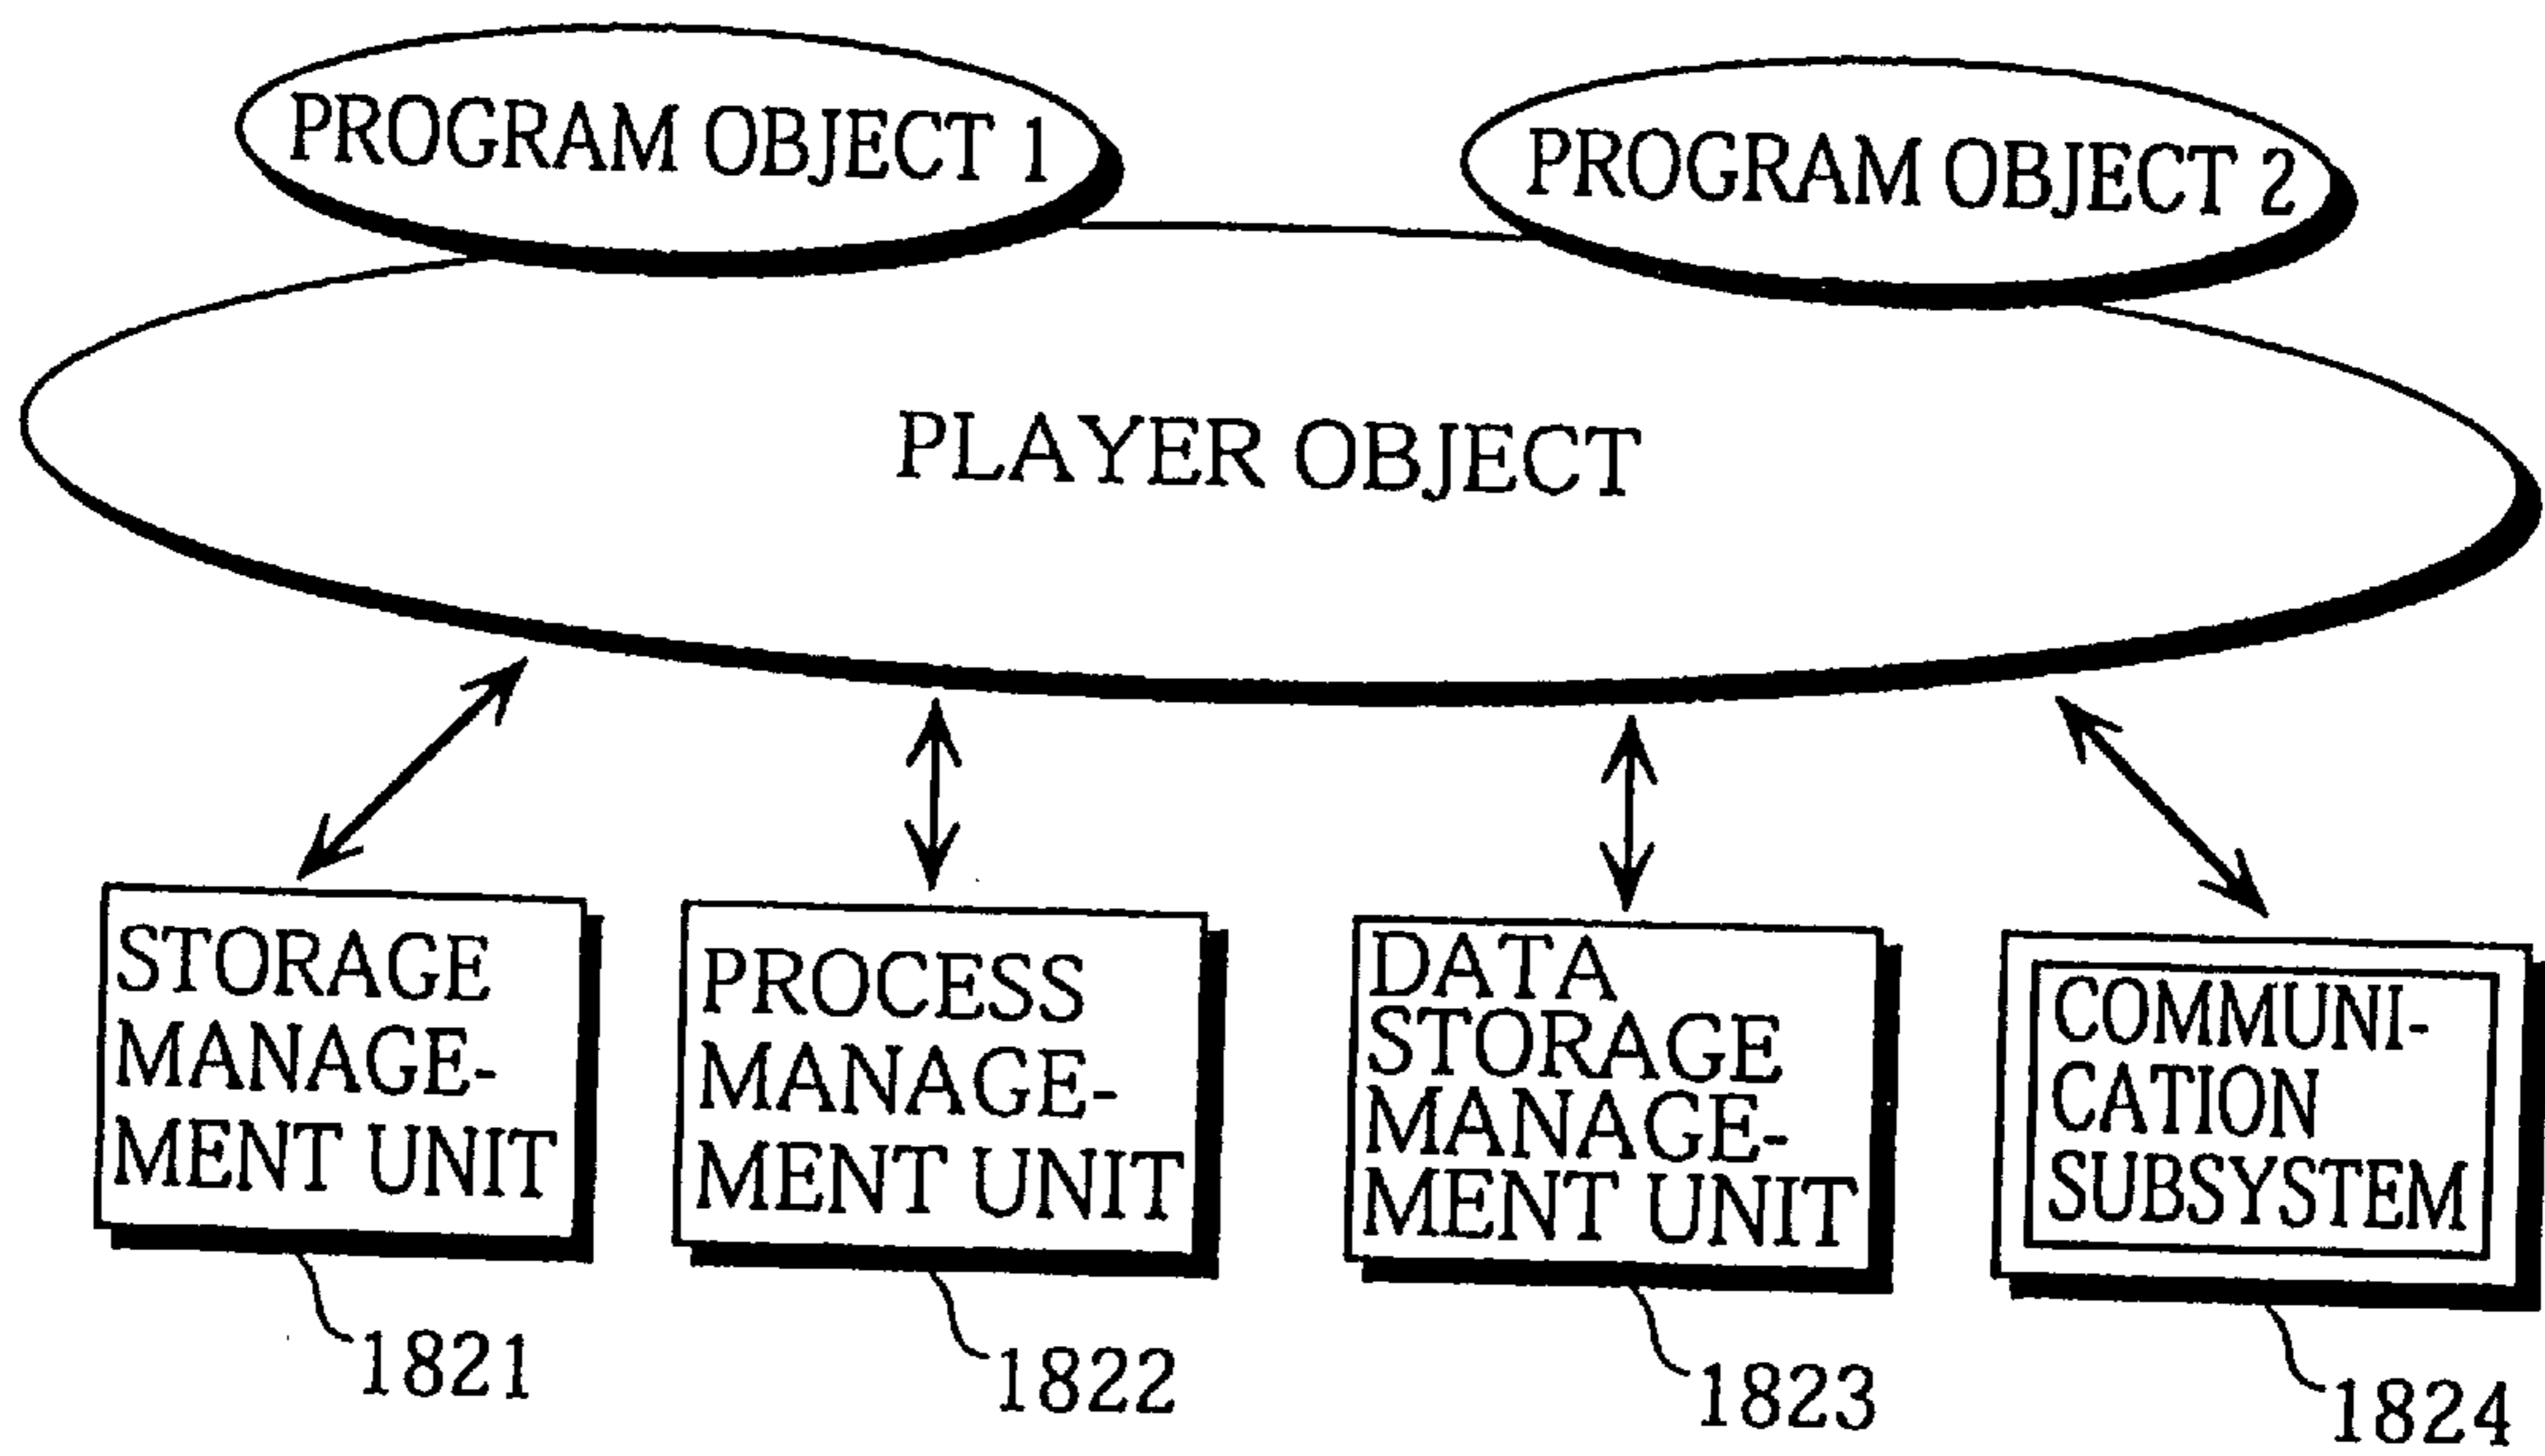 PROGRAM OBJECT 1
PROGRAM OBJECT 2
PLAYER OBJECT
STORAGE
MANAGE-
MENT UNIT
PROCESS
MANAGE-
MENT UNIT
DATA
STORAGE
MANAGE-
MENT UNIT
COMMUNI-
CATION
SUBSYSTEM
1821
1822
1823
1824